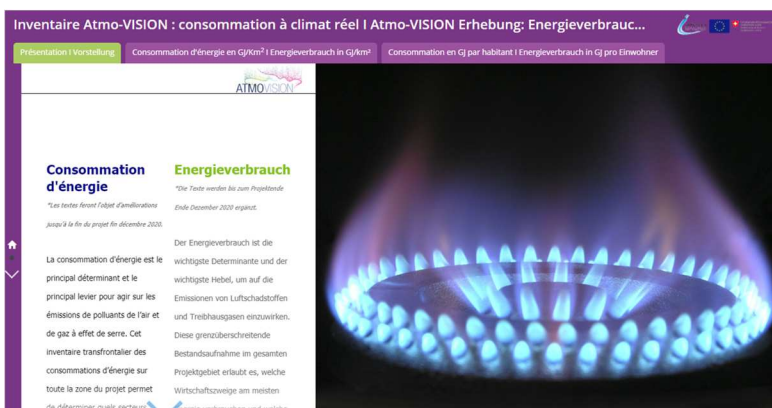 Inventaire Atmo-VISION : consommation à climat réel I Atmo-VISION Erhebung: Energieverbrauc...
Présentation I Vorstellung
Consommation d'énergie en GJ/Km² I Energieverbrauch in GJ/km²
Consommation en GJ par habitant I Energieverbrauch in GJ pro Einwohner
ATMOVISION
Consommation
d'énergie
*Les textes feront l'objet d'améliorations
jusqu'à la fin du projet fin décembre 2020.
La consommation d'énergie est le
principal déterminant et le
principal levier pour agir sur les
émissions de polluants de l'air et
de gaz à effet de serre. Cet
inventaire transfrontalier des
consommations d'énergie sur
toute la zone du projet permet
de déterminer quels secteurs
Energieverbrauch
*Die Texte werden bis zum Projektende
Ende Dezember 2020 ergänzt.
Der Energieverbrauch ist die
wichtigste Determinante und der
wichtigste Hebel, um auf die
Emissionen von Luftschadstoffen
und Treibhausgasen einzuwirken.
Diese grenzüberschreitende
Bestandsaufnahme im gesamten
Projektgebiet erlaubt es, welche
Wirtschaftszweige am meisten